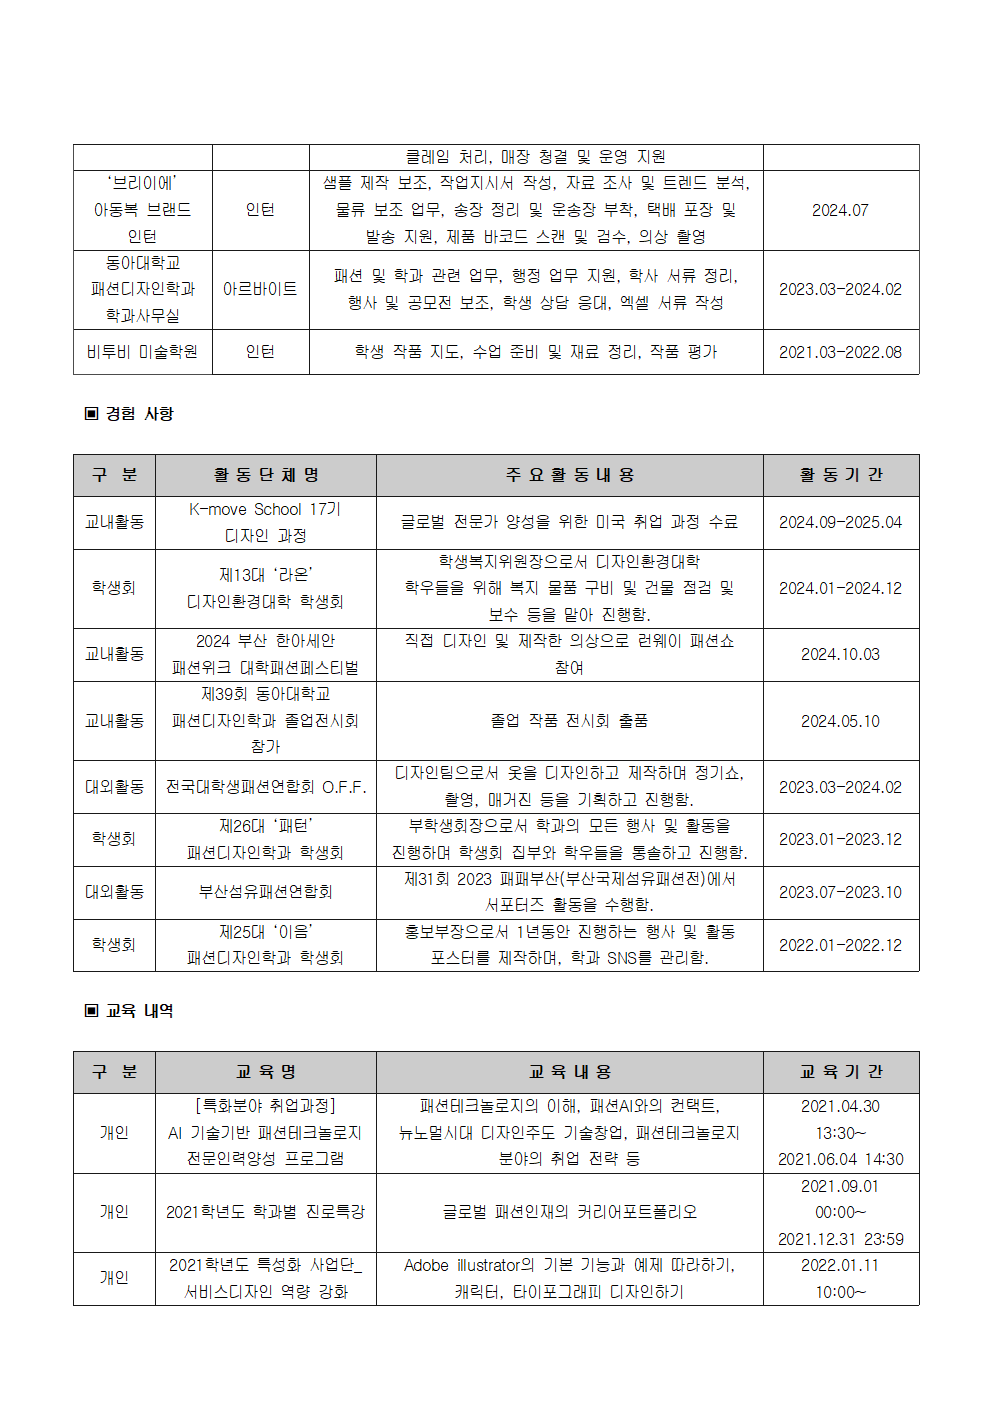 클레임 처리, 매장 청결 및 운영 지원
‘브리이에’
아동복 브랜드
인턴
인턴
샘플 제작 보조, 작업지시서 작성, 자료 조사 및 트렌드 분석,
물류 보조 업무, 송장 정리 및 운송장 부착, 택배 포장 및
발송 지원, 제품 바코드 스캔 및 검수, 의상 촬영
2024.07
동아대학교
패션디자인학과
학과사무실
아르바이트
패션 및 학과 관련 업무, 행정 업무 지원, 학사 서류 정리,
행사 및 공모전 보조, 학생 상담 응대, 엑셀 서류 작성
2023.03-2024.02
비투비 미술학원
인턴
학생 작품 지도, 수업 준비 및 재료 정리, 작품 평가
2021.03-2022.08
▣ 경험 사항
구 분
활 동 단 체 명
주 요 활 동 내 용
활 동 기 간
교내활동
K-move School 17기
디자인 과정
글로벌 전문가 양성을 위한 미국 취업 과정 수료
2024.09-2025.04
학생회
제13대 ‘라온’
디자인환경대학 학생회
학생복지위원장으로서 디자인환경대학
학우들을 위해 복지 물품 구비 및 건물 점검 및
보수 등을 맡아 진행함.
2024.01-2024.12
교내활동
2024 부산 한아세안
패션위크 대학패션페스티벌
직접 디자인 및 제작한 의상으로 런웨이 패션쇼
참여
2024.10.03
교내활동
제39회 동아대학교
패션디자인학과 졸업전시회
참가
졸업 작품 전시회 출품
2024.05.10
대외활동
전국대학생패션연합회 O.F.F.
디자인팀으로서 옷을 디자인하고 제작하며 정기쇼,
촬영, 매거진 등을 기획하고 진행함.
2023.03-2024.02
학생회
제26대 ‘패턴’
패션디자인학과 학생회
부학생회장으로서 학과의 모든 행사 및 활동을
진행하며 학생회 집부와 학우들을 통솔하고 진행함.
2023.01-2023.12
대외활동
부산섬유패션연합회
제31회 2023 패패부산(부산국제섬유패션전)에서
서포터즈 활동을 수행함.
2023.07-2023.10
학생회
제25대 ‘이음’
패션디자인학과 학생회
홍보부장으로서 1년동안 진행하는 행사 및 활동
포스터를 제작하며, 학과 SNS를 관리함.
2022.01-2022.12
▣ 교육 내역
구 분
교 육 명
교 육 내 용
교 육 기 간
개인
[특화분야 취업과정]
AI 기술기반 패션테크놀로지
전문인력양성 프로그램
패션테크놀로지의 이해, 패션AI와의 컨택트,
뉴노멀시대 디자인주도 기술창업, 패션테크놀로지
분야의 취업 전략 등
2021.04.30
13:30~
2021.06.04 14:30
개인
2021학년도 학과별 진로특강
글로벌 패션인재의 커리어포트폴리오
2021.09.01
00:00~
2021.12.31 23:59
개인
2021학년도 특성화 사업단_
서비스디자인 역량 강화
Adobe illustrator의 기본 기능과 예제 따라하기,
캐릭터, 타이포그래피 디자인하기
2022.01.11
10:00~